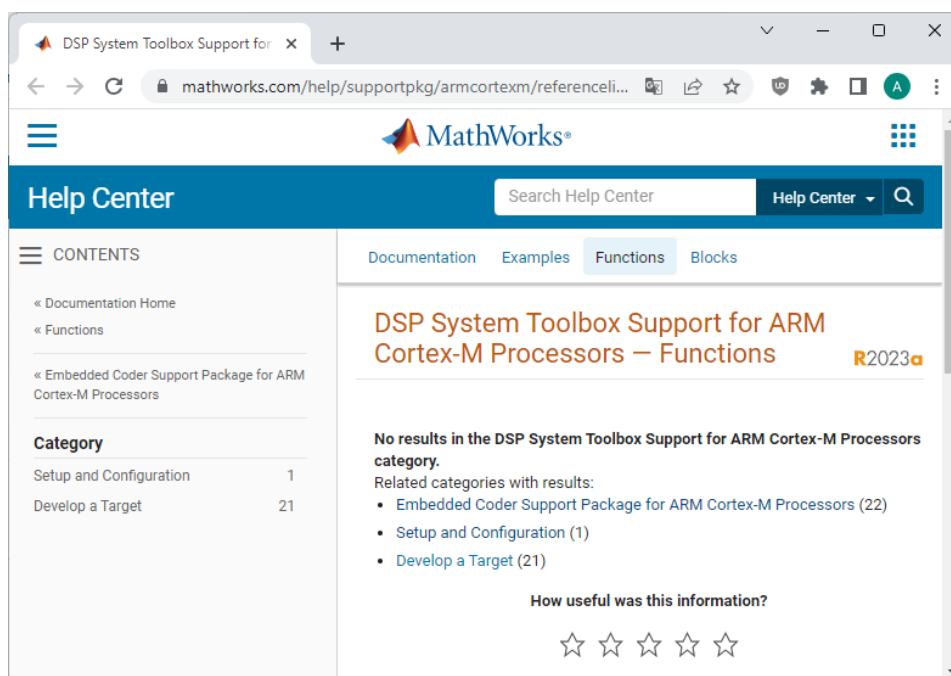 DSP System Toolbox Support for
mathworks.com/help/supportpkg/armcortexm/referenceli...
A
MathWorks®
Help Center
Search Help Center
Help Center
CONTENTS
Documentation Examples Functions Blocks
« Documentation Home
« Functions
« Embedded Coder Support Package for ARM
Cortex-M Processors
Category
Setup and Configuration 1
Develop a Target 21
DSP System Toolbox Support for ARM
Cortex-M Processors — Functions
R2023a
No results in the DSP System Toolbox Support for ARM Cortex-M Processors
category.
Related categories with results:
• Embedded Coder Support Package for ARM Cortex-M Processors (22)
• Setup and Configuration (1)
• Develop a Target (21)
How useful was this information?